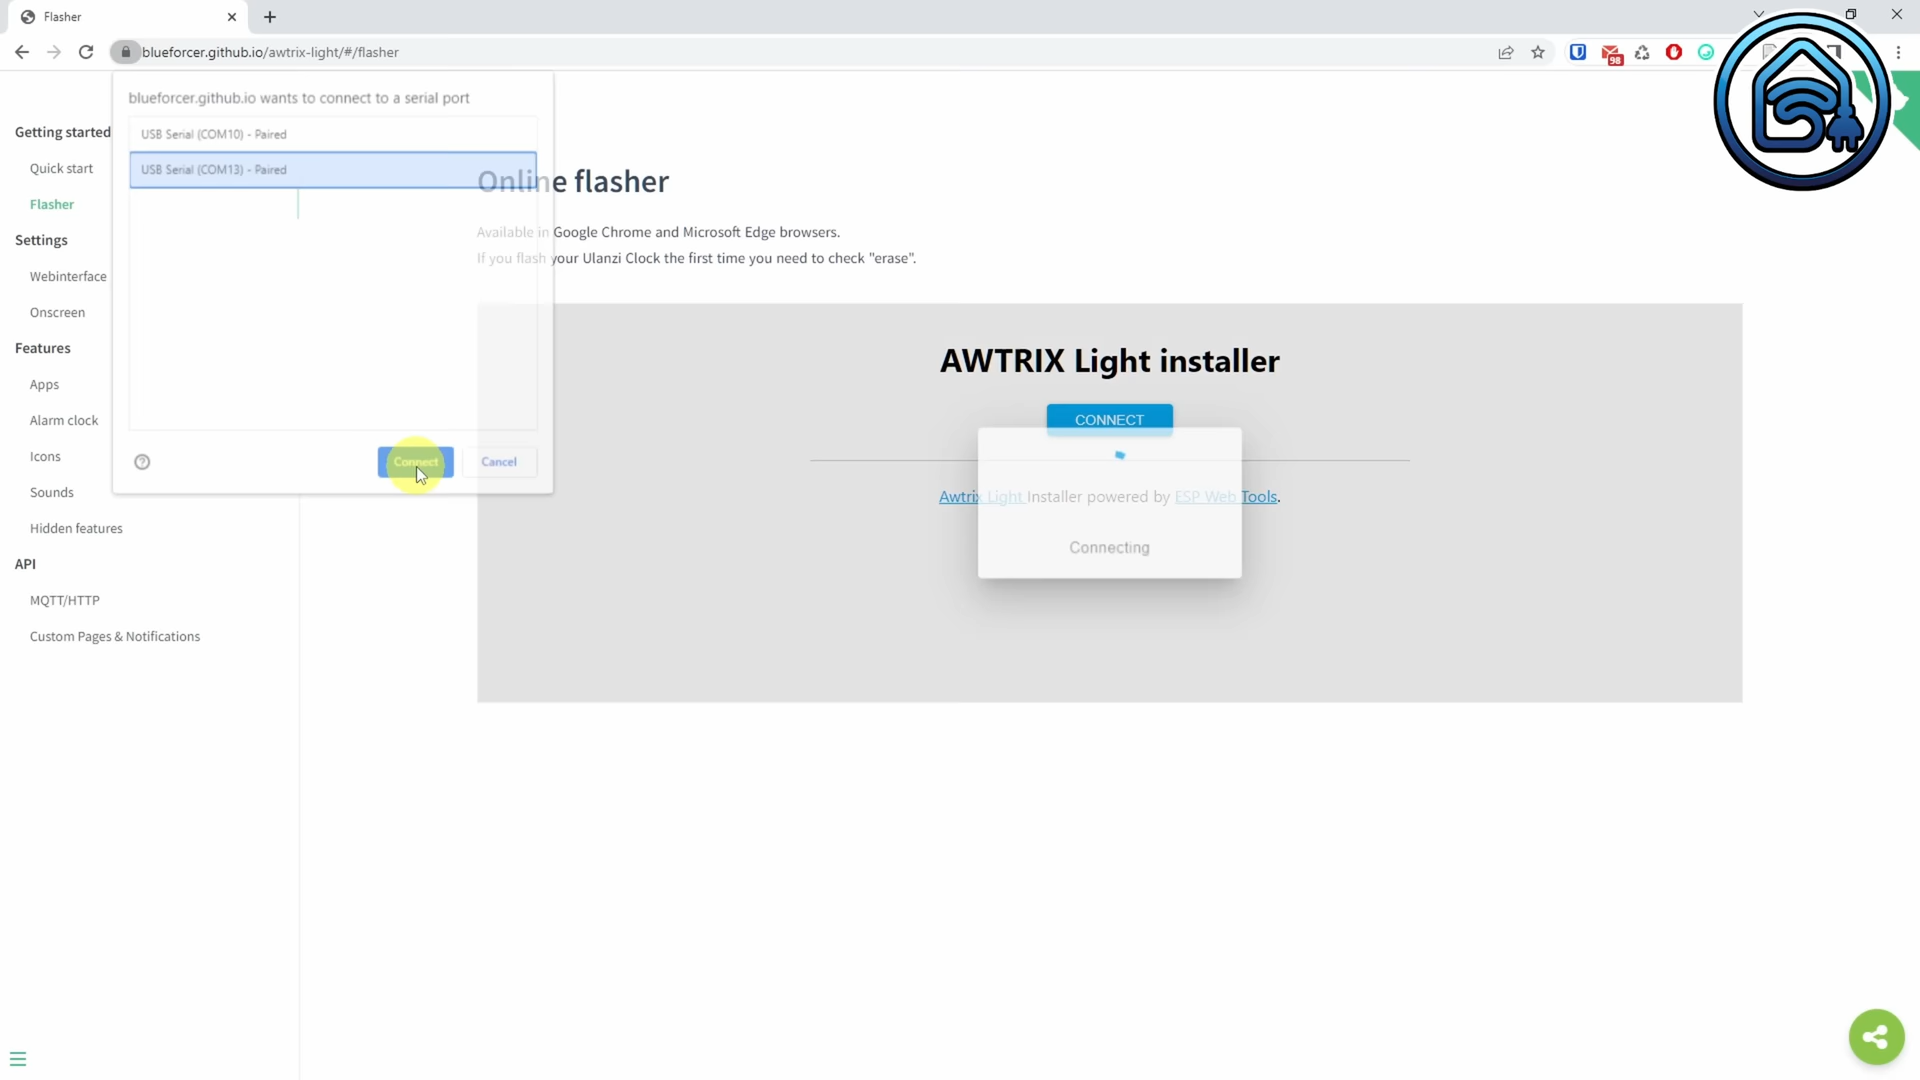 Flasher
blueforcer.github.io/awtrix-light/#/flasher
98
blueforcer.github.io wants to connect to a serial port
USB Serial (COM10) - Paired
USB Serial (COM13) - Paired
Connect
Cancel
Getting started
Quick start
Flasher
Settings
Webinterface
Onscreen
Features
Apps
Alarm clock
Icons
Sounds
Hidden features
API
MQTT/HTTP
Custom Pages & Notifications
Online flasher
Available in Google Chrome and Microsoft Edge browsers.
If you flash your Ulanzi Clock the first time you need to check "erase".
AWTRIX Light installer
CONNECT
Awtrix Light Installer powered by ESP Web Tools.
Connecting